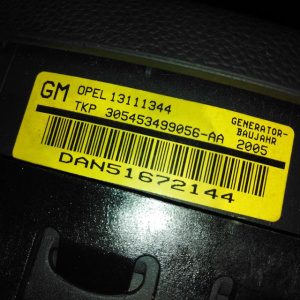 GM OPEL 13111344
TKP 305453499056-AA
GENERATOR-
BAUJAHR
2005
DAN51672144